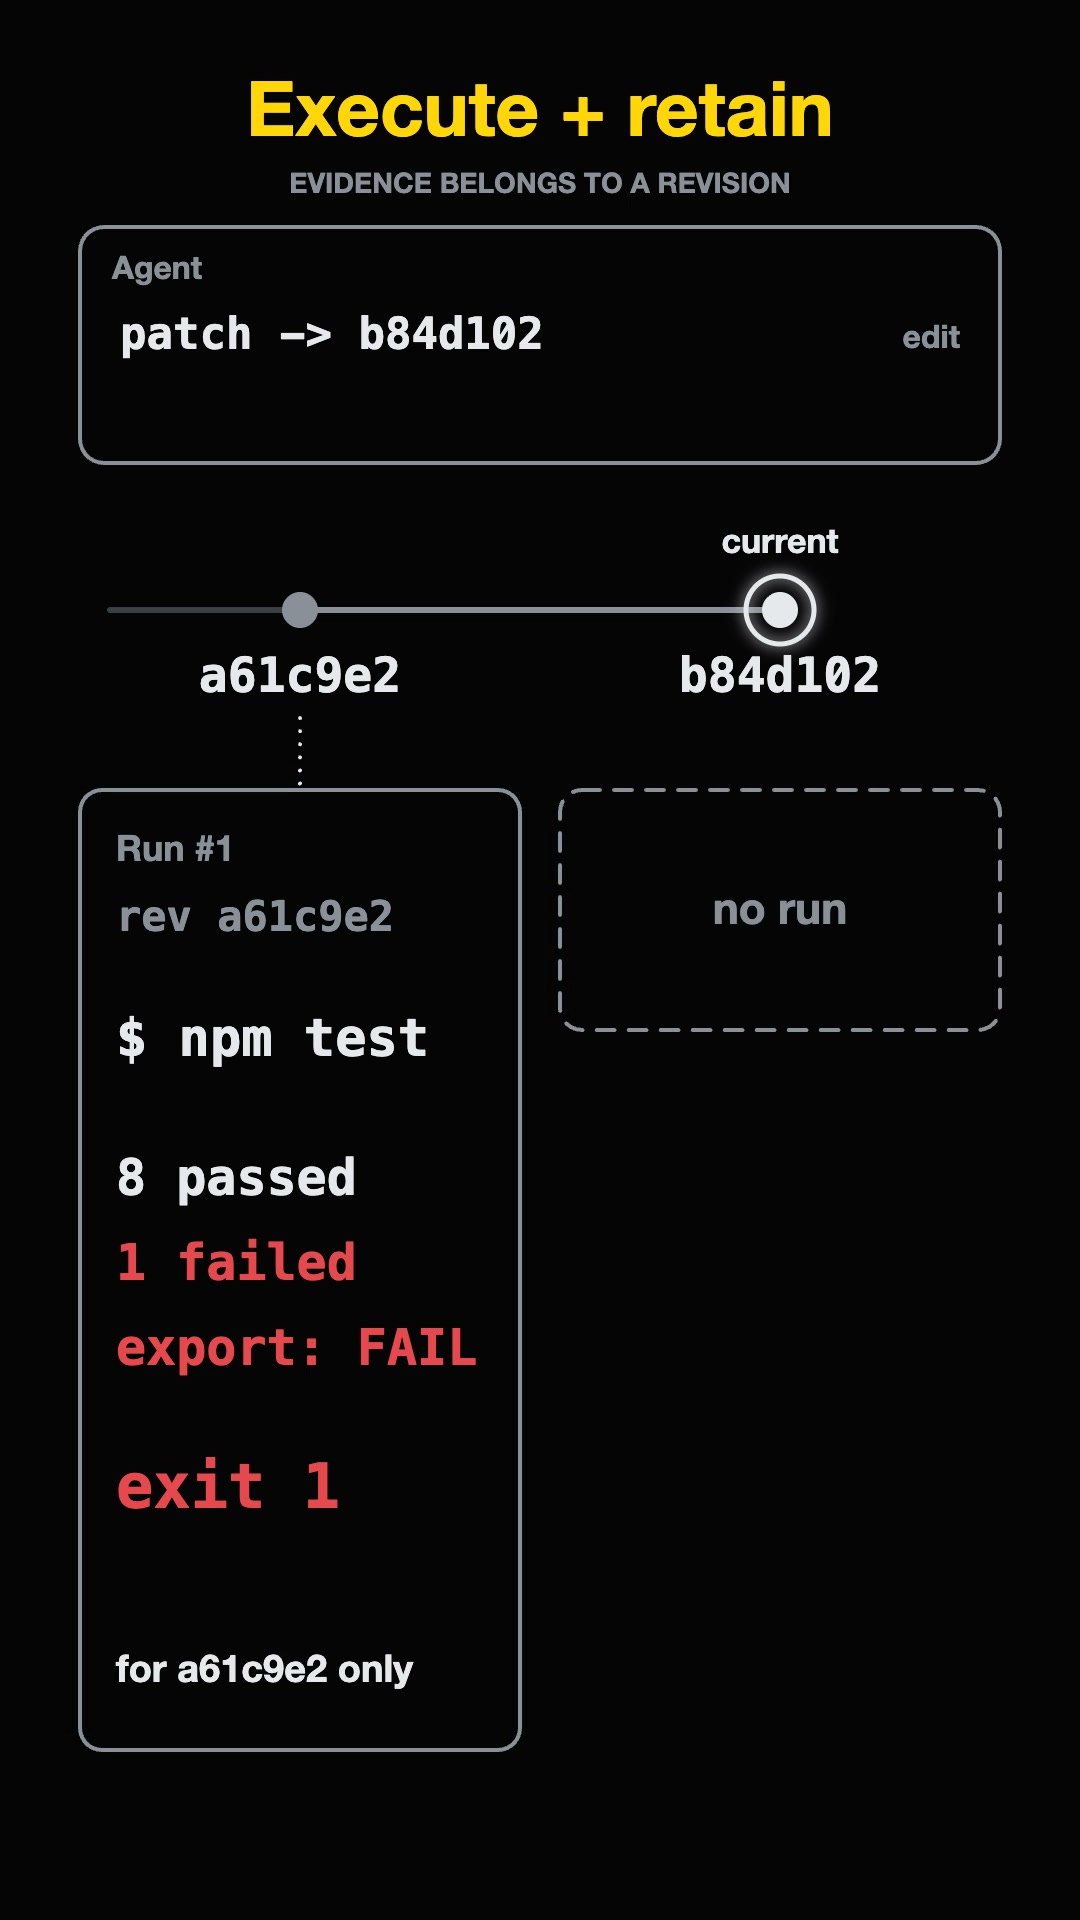 Execute + retain
EVIDENCE BELONGS TO A REVISION
Agent
patch -> b84d102
edit
current
a61c9e2
b84d102
Run #1
rev a61c9e2
$ npm test
8 passed
1 failed
export: FAIL
exit 1
for a61c9e2 only
no run